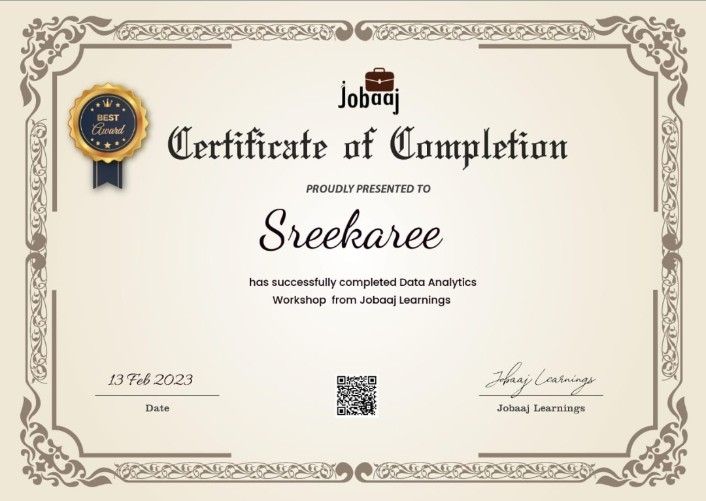 Jobaaj
BEST
Award
Certificate of Completion
PROUDLY PRESENTED TO
Sreekaree
has successfully completed Data Analytics
Workshop from Jobaaj Learnings
13 Feb 2023
Jobaaj Learnings
Date
Jobaaj Learnings